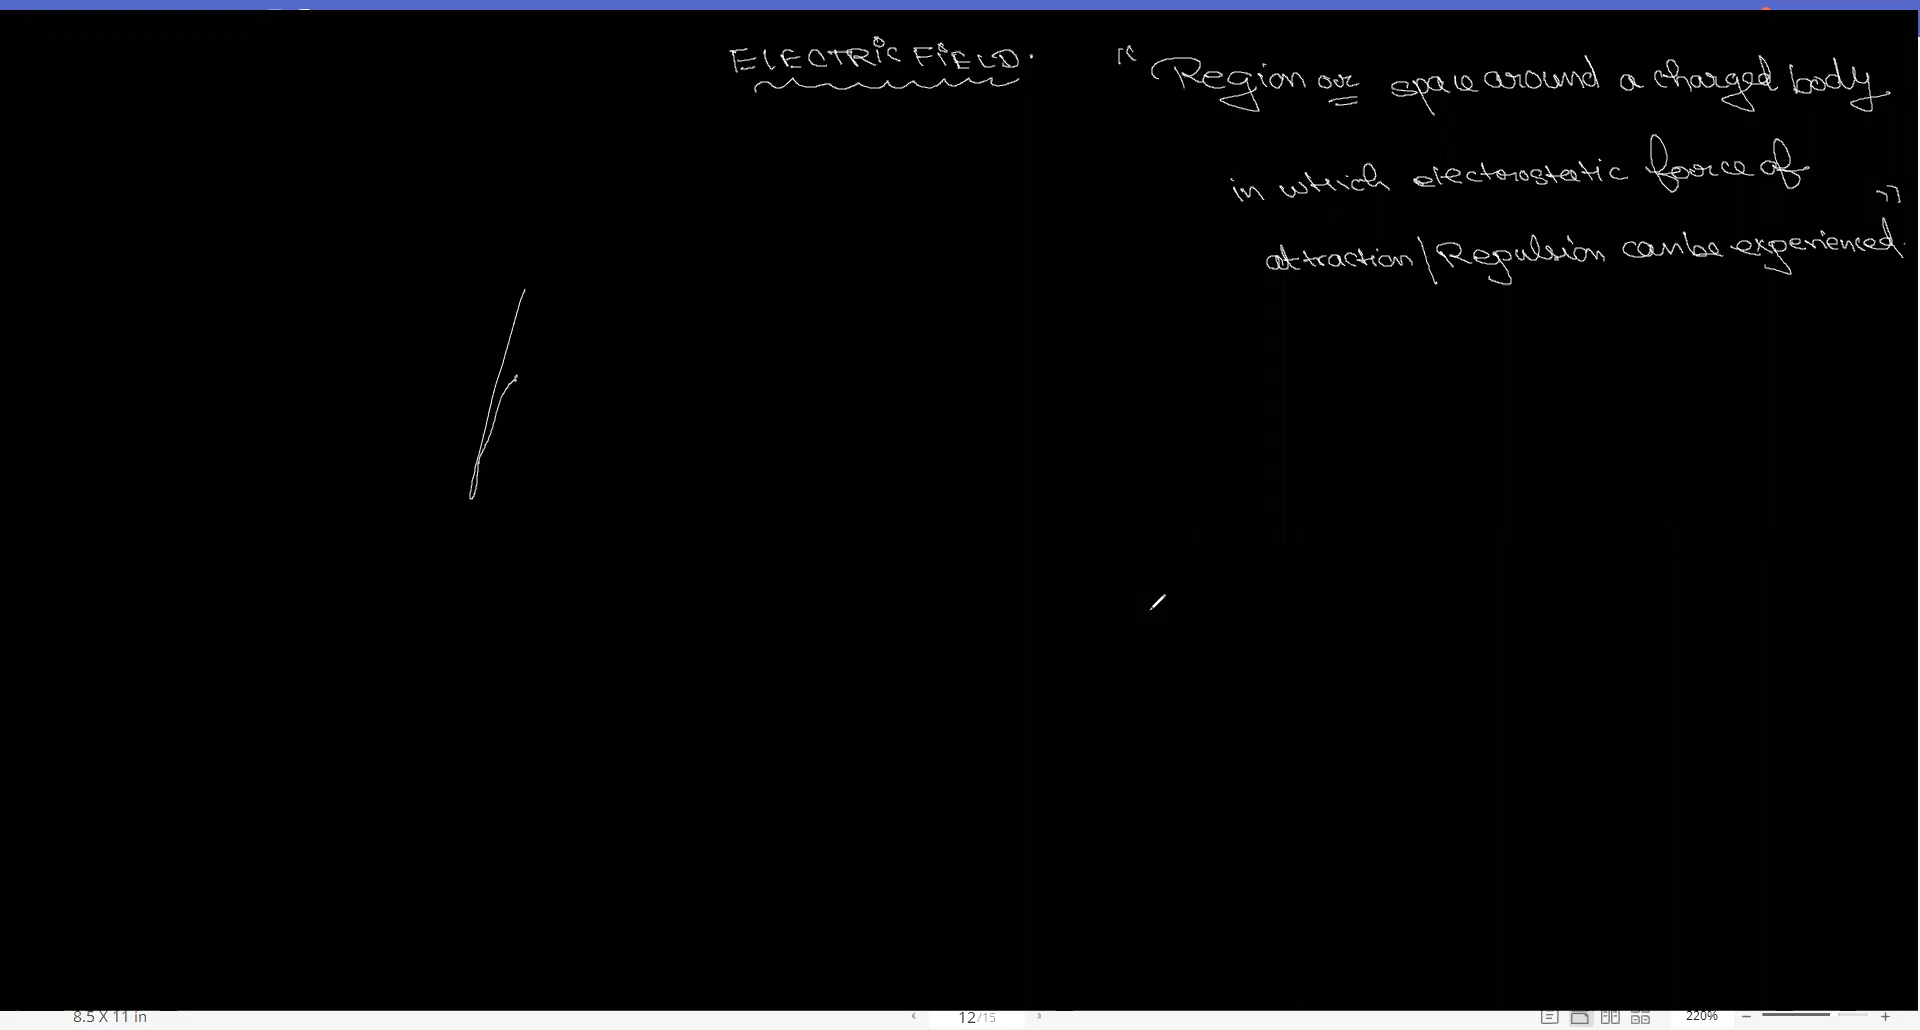 ELECTRIC FIELD.
" Region or space around a charged body
in which electrostatic force of
attraction/Repulsion can be experienced. "
8.5 X 11 in
12/15
220%